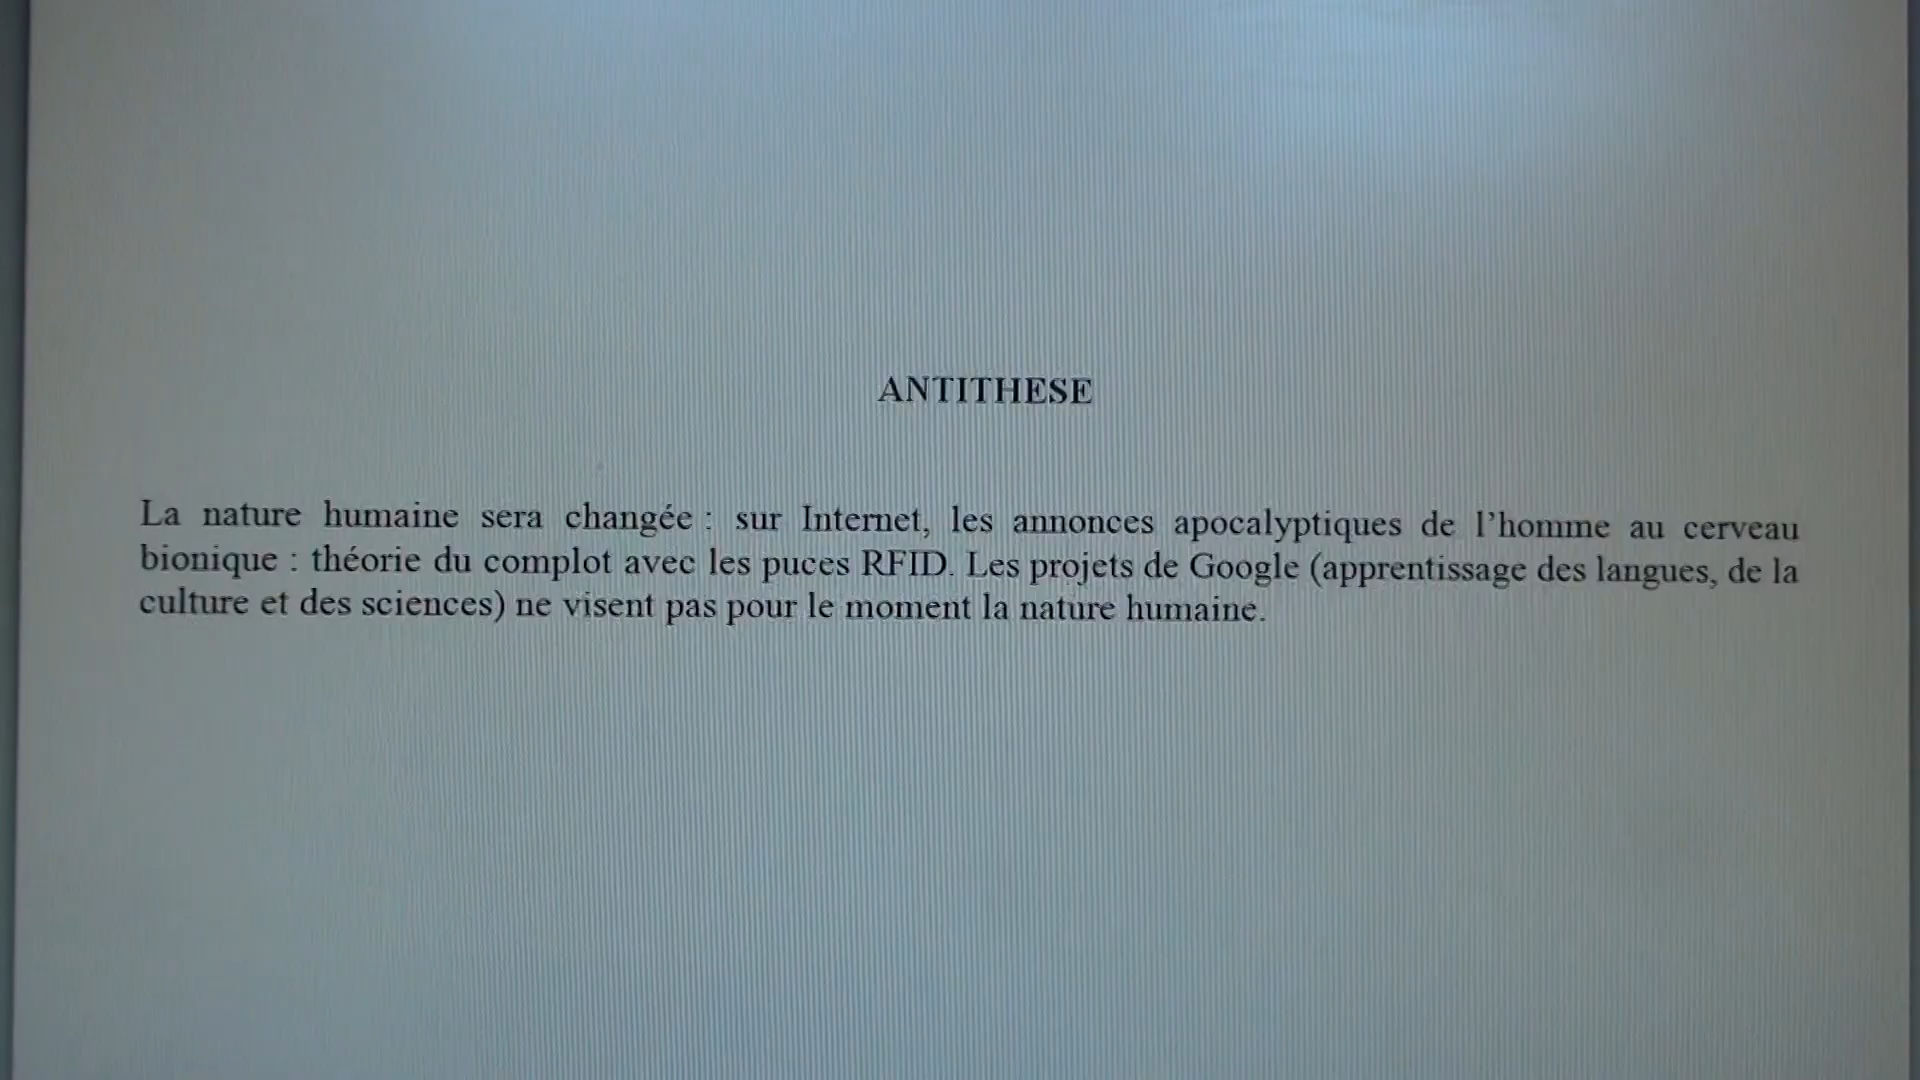 ANTITHESE
La nature humaine sera changée : sur Internet, les annonces apocalyptiques de l’homme au cerveau
bionique : théorie du complot avec les puces RFID. Les projets de Google (apprentissage des langues, de la
culture et des sciences) ne visent pas pour le moment la nature humaine.